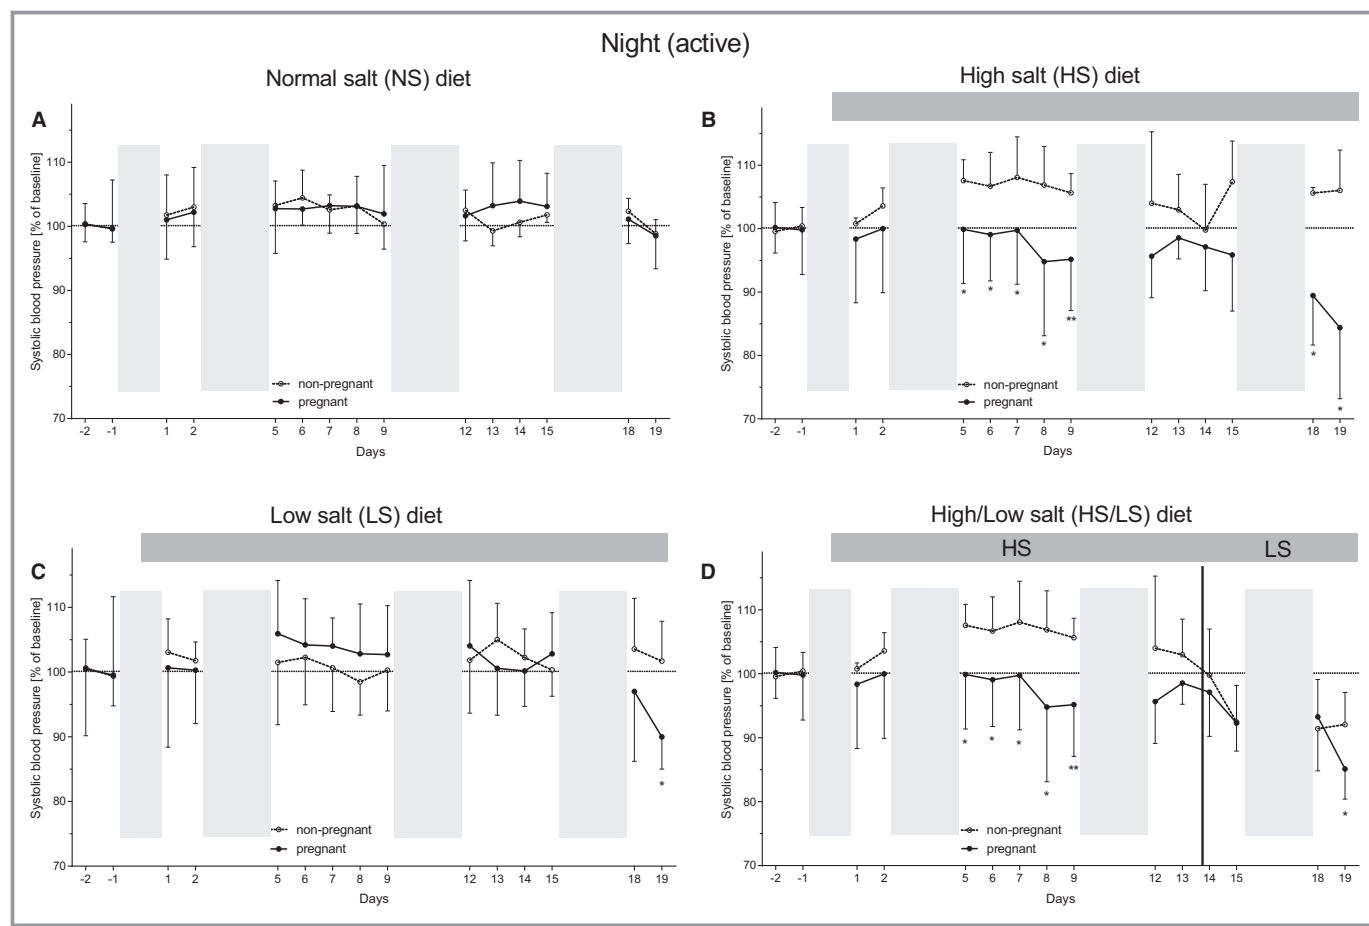 Night (active)
Normal salt (NS) diet
A
Systolic blood pressure [% of baseline]
110
100
90
80
70
non-pregnant
pregnant
-2 -1 1 2 5 6 7 8 9 12 13 14 15 18 19
Days
High salt (HS) diet
B
Systolic blood pressure [% of baseline]
110
100
90
80
70
* * * * ** * *
non-pregnant
pregnant
-2 -1 1 2 5 6 7 8 9 12 13 14 15 18 19
Days
Low salt (LS) diet
C
Systolic blood pressure [% of baseline]
110
100
90
80
70
*
non-pregnant
pregnant
-2 -1 1 2 5 6 7 8 9 12 13 14 15 18 19
Days
High/Low salt (HS/LS) diet
HS LS
D
Systolic blood pressure [% of baseline]
110
100
90
80
70
* * * * ** *
non-pregnant
pregnant
-2 -1 1 2 5 6 7 8 9 12 13 14 15 18 19
Days